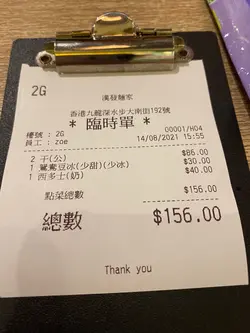 2G
漢發麵家
香港九龍深水步大南街192號
* 臨時單 *
00001/H04
檯號 : 2G
14/08/2021 15:55
員工 : zoe
2 干(公) $86.00
1 鴛鴦豆冰(少甜)(少冰) $30.00
1 西多士(奶) $40.00
點菜總數 $156.00
總數 $156.00
Thank you